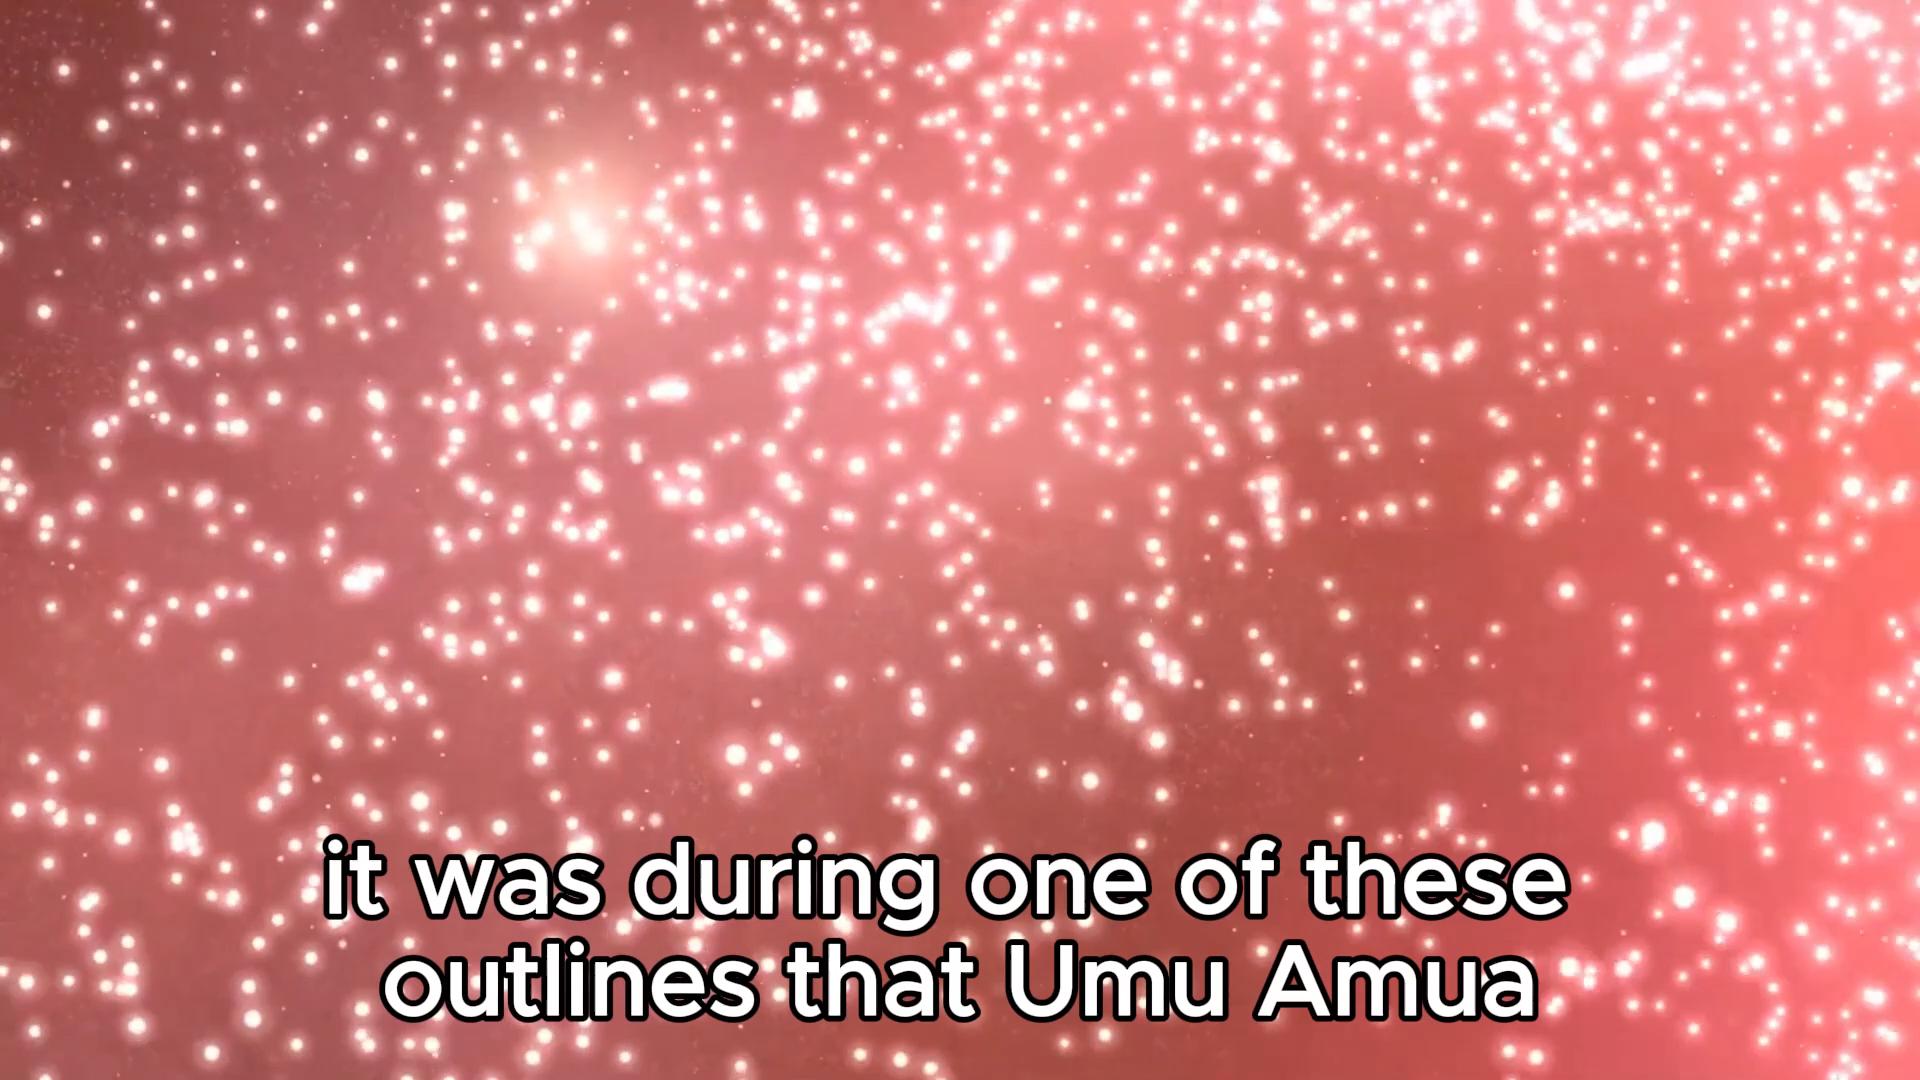 it was during one of these
outlines that Umu Amua